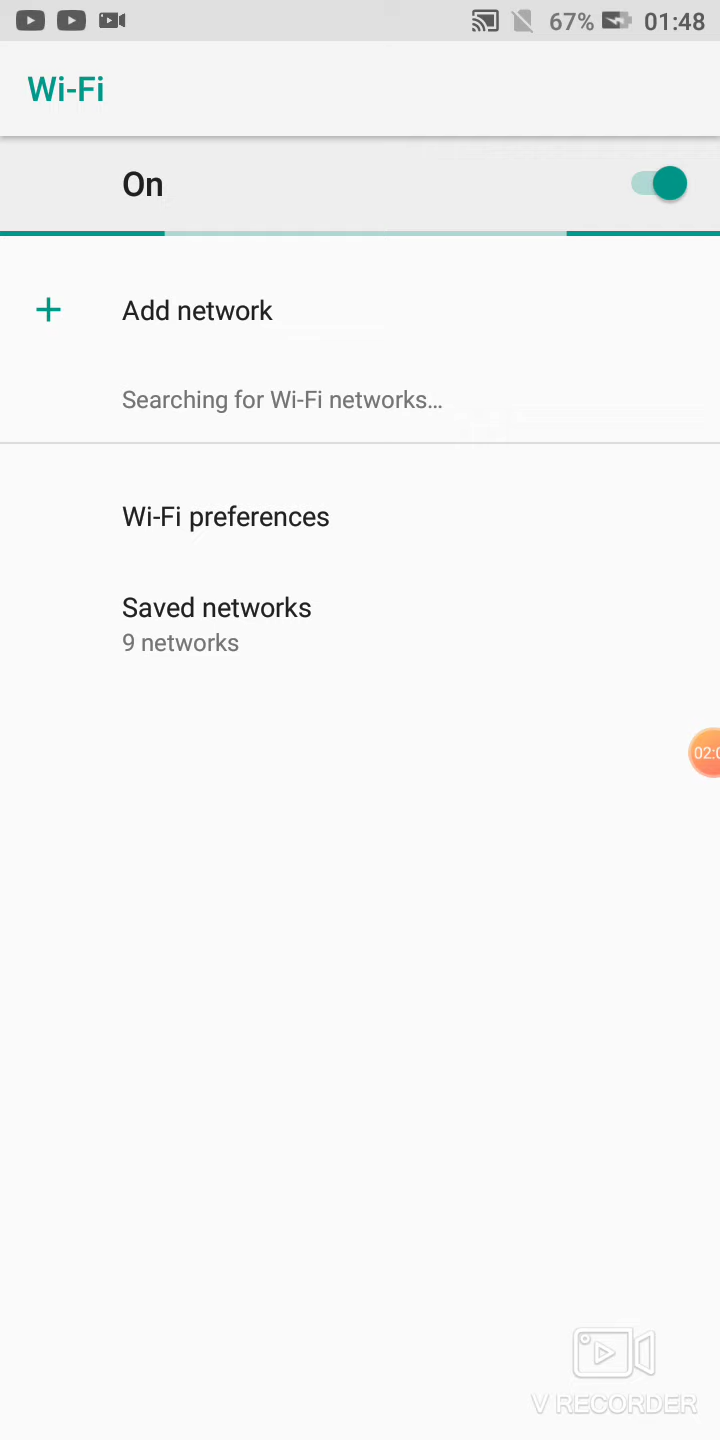 67% 01:48
Wi-Fi
On
Add network
Searching for Wi-Fi networks…
Wi-Fi preferences
Saved networks
9 networks
V RECORDER